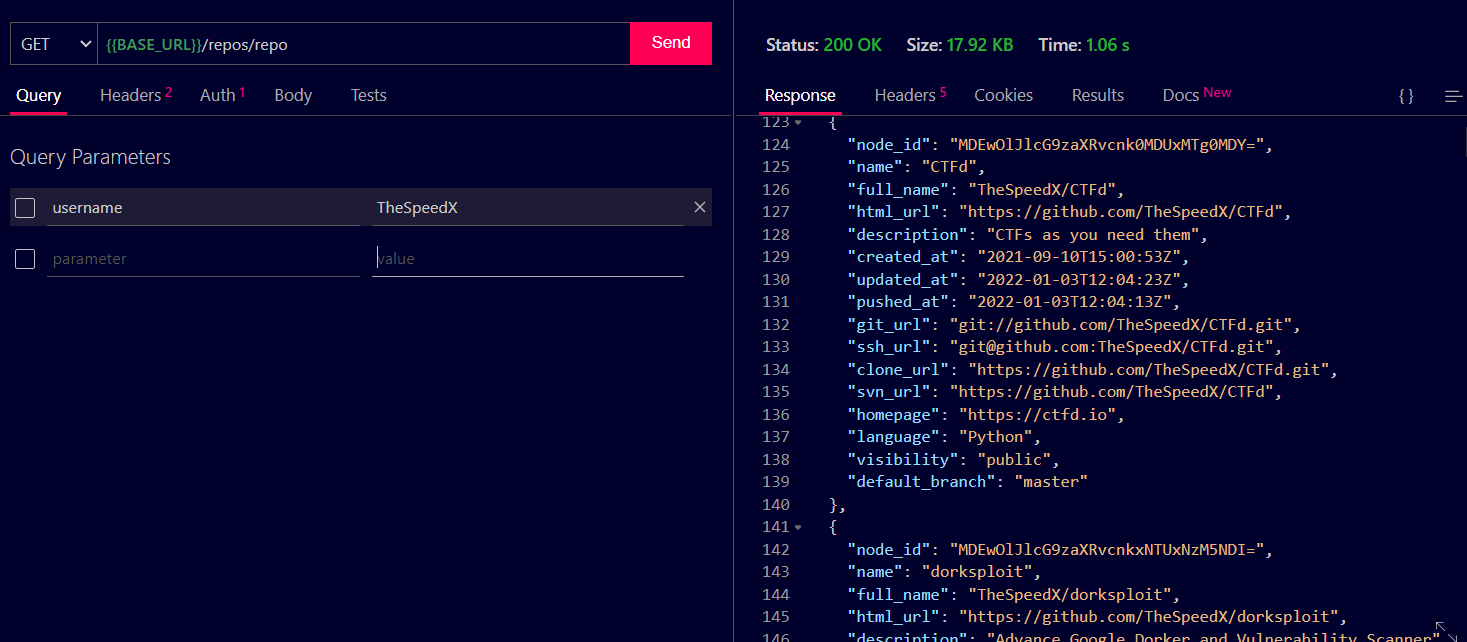 GET {{BASE_URL}}/repos/repo Send
Query Headers 2 Auth 1 Body Tests
Query Parameters
username TheSpeedX
parameter value
Status: 200 OK Size: 17.92 KB Time: 1.06 s
Response Headers 5 Cookies Results Docs New { }
123 {
124 "node_id": "MDEwOlJlcG9zaXRvcnk0MDUxMTg0MDY=",
125 "name": "CTFd",
126 "full_name": "TheSpeedX/CTFd",
127 "html_url": "https://github.com/TheSpeedX/CTFd",
128 "description": "CTFs as you need them",
129 "created_at": "2021-09-10T15:00:53Z",
130 "updated_at": "2022-01-03T12:04:23Z",
131 "pushed_at": "2022-01-03T12:04:13Z",
132 "git_url": "git://github.com/TheSpeedX/CTFd.git",
133 "ssh_url": "git@github.com:TheSpeedX/CTFd.git",
134 "clone_url": "https://github.com/TheSpeedX/CTFd.git",
135 "svn_url": "https://github.com/TheSpeedX/CTFd",
136 "homepage": "https://ctfd.io",
137 "language": "Python",
138 "visibility": "public",
139 "default_branch": "master"
140 },
141 {
142 "node_id": "MDEwOlJlcG9zaXRvcnkxNTUxNzM5NDI=",
143 "name": "dorksploit",
144 "full_name": "TheSpeedX/dorksploit",
145 "html_url": "https://github.com/TheSpeedX/dorksploit",
146 "description": "Advance Google Dorker and Vulnerability Scanner"